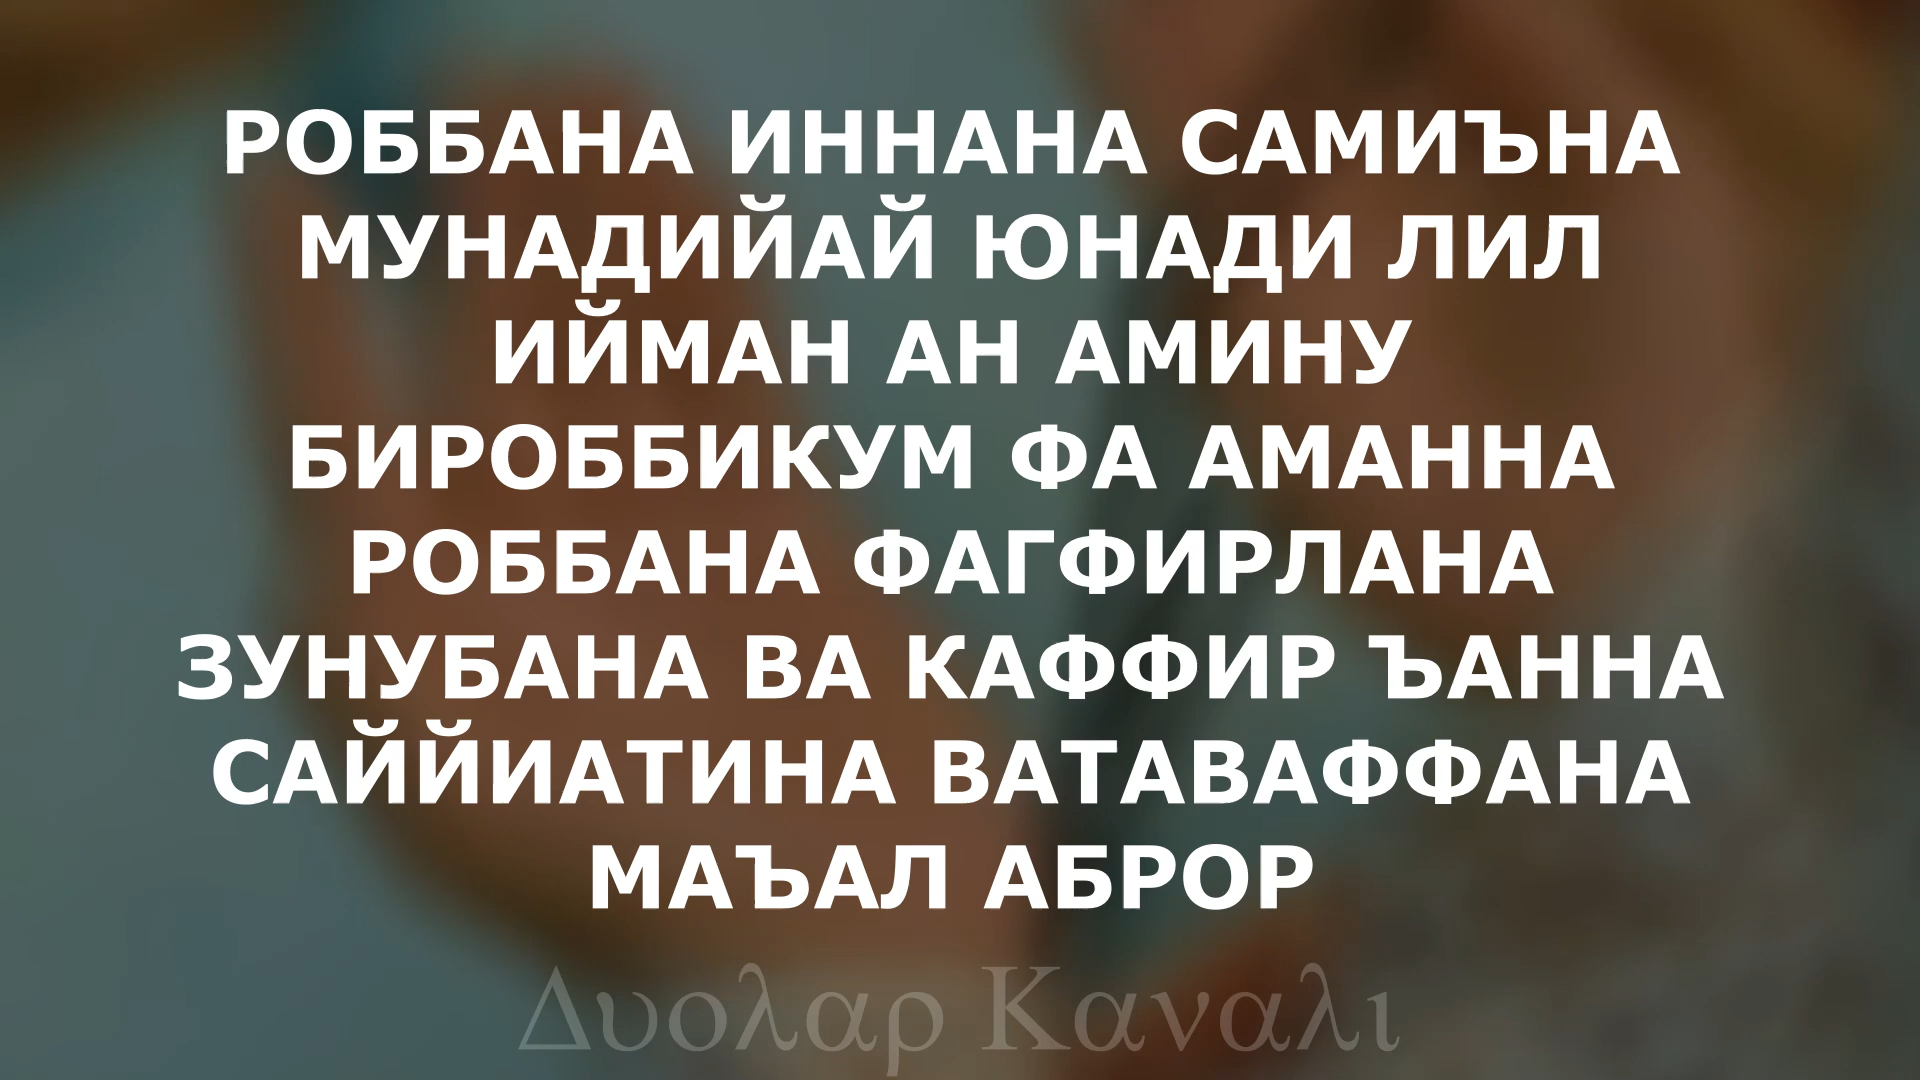 РОББАНА ИННАНА САМИЪНА
МУНАДИЙАЙ ЮНАДИ ЛИЛ
ИЙМАН АН АМИНУ
БИРОББИКУМ ФА АМАННА
РОББАНА ФАГФИРЛАНА
ЗУНУБАНА ВА КАФФИР ЪАННА
САЙЙИАТИНА ВАТАВАФФАНА
МАЪАЛ АБРОР
Δυολαρ Καναλι